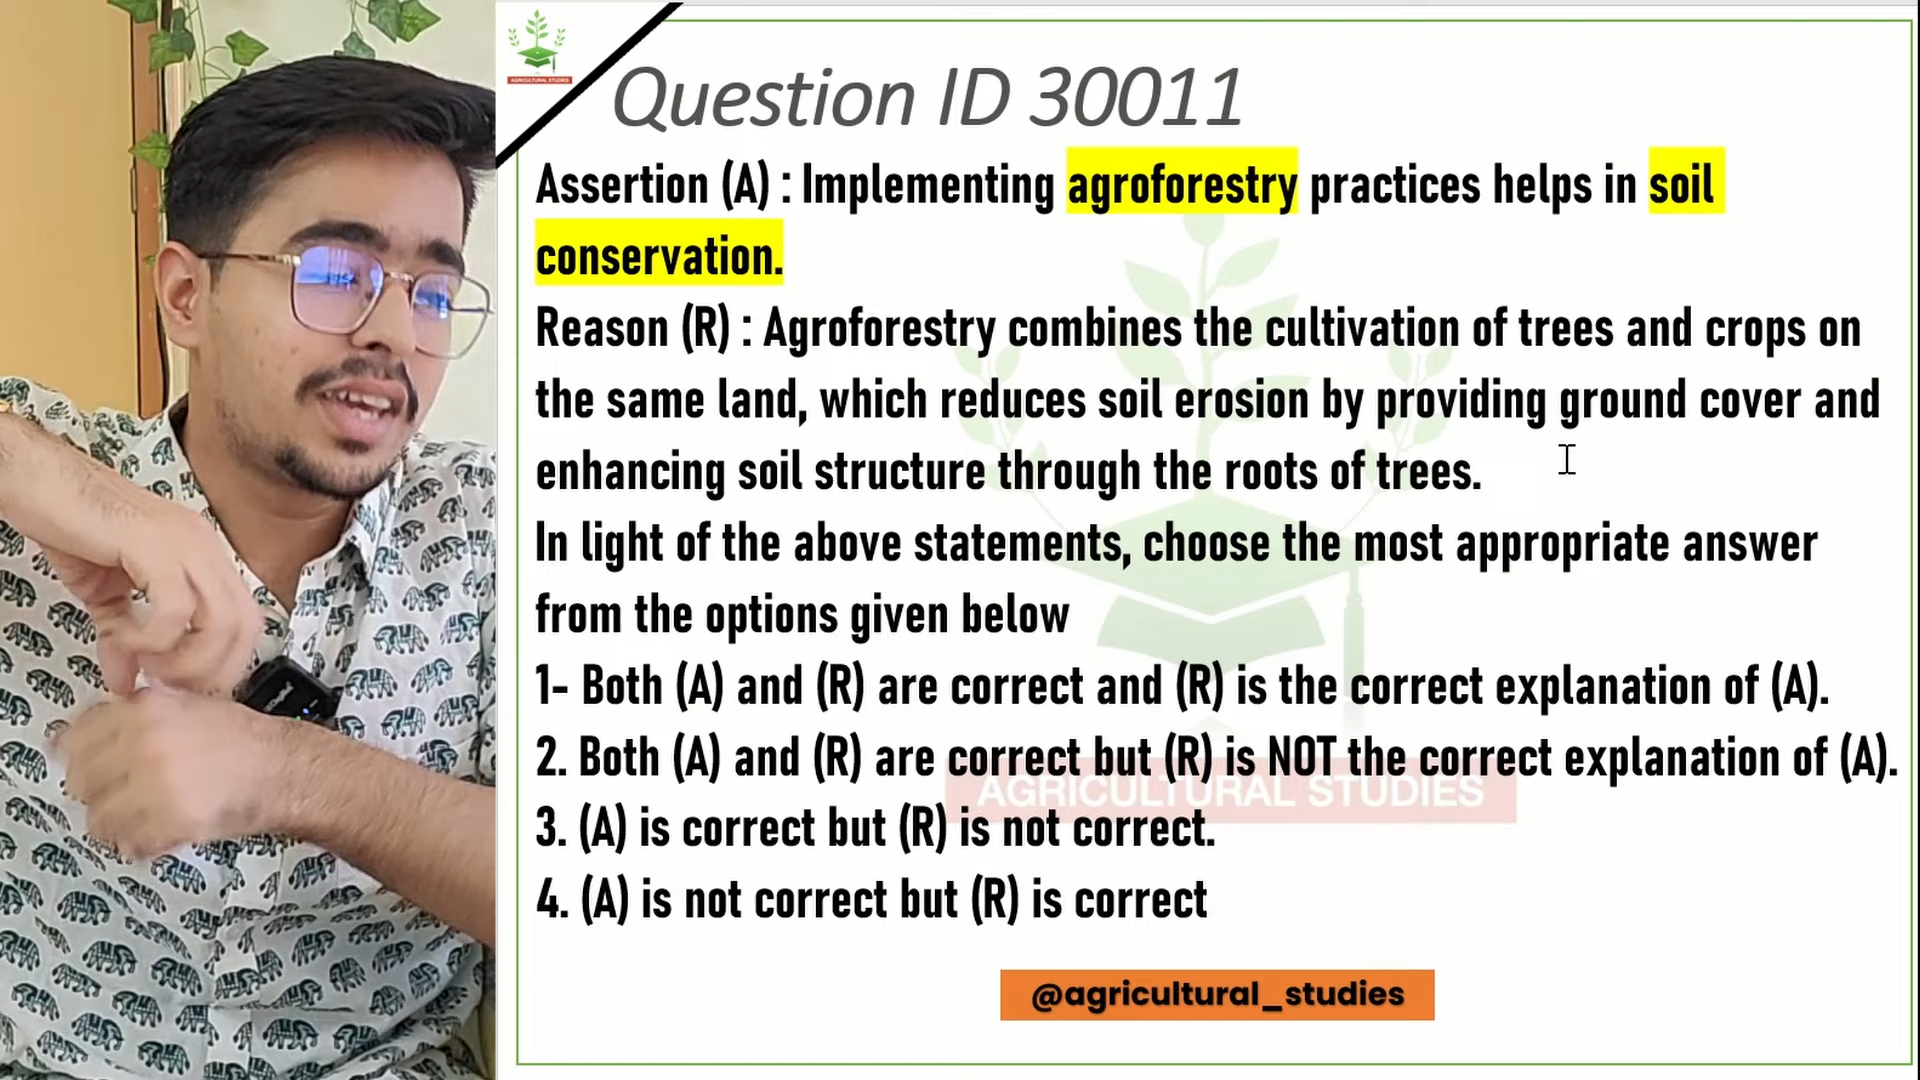 AGRICULTURAL STUDIES
Question ID 30011
Assertion (A) : Implementing agroforestry practices helps in soil
conservation.
Reason (R) : Agroforestry combines the cultivation of trees and crops on
the same land, which reduces soil erosion by providing ground cover and
enhancing soil structure through the roots of trees.
In light of the above statements, choose the most appropriate answer
from the options given below
1- Both (A) and (R) are correct and (R) is the correct explanation of (A).
2. Both (A) and (R) are correct but (R) is NOT the correct explanation of (A).
AGRICULTURAL STUDIES
3. (A) is correct but (R) is not correct.
4. (A) is not correct but (R) is correct
@agricultural_studies